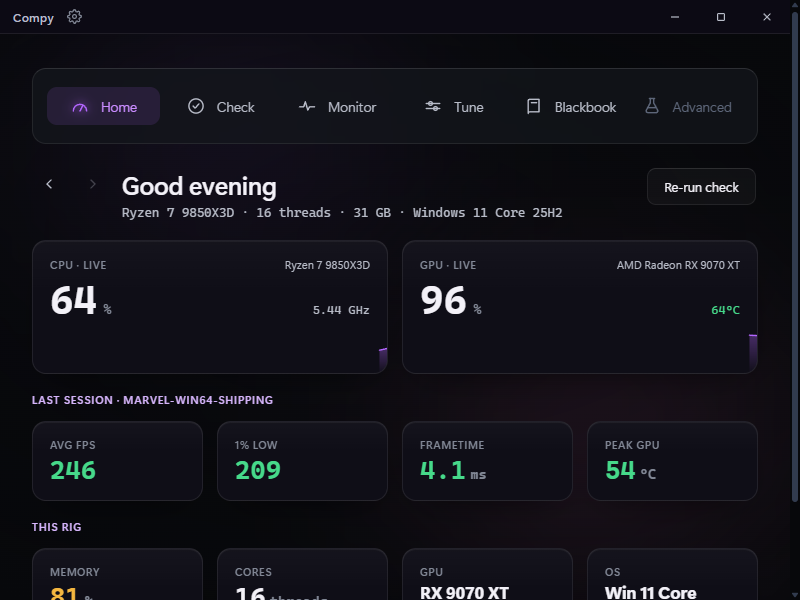 Compy
Home Check Monitor Tune Blackbook Advanced
Good evening
Re-run check
Ryzen 7 9850X3D · 16 threads · 31 GB · Windows 11 Core 25H2
CPU · LIVE Ryzen 7 9850X3D
64 % 5.44 GHz
GPU · LIVE AMD Radeon RX 9070 XT
96 % 64°C
LAST SESSION · MARVEL-WIN64-SHIPPING
AVG FPS
246
1% LOW
209
FRAMETIME
4.1 ms
PEAK GPU
54 °C
THIS RIG
MEMORY
81 %
CORES
16 threads
GPU
RX 9070 XT
OS
Win 11 Core